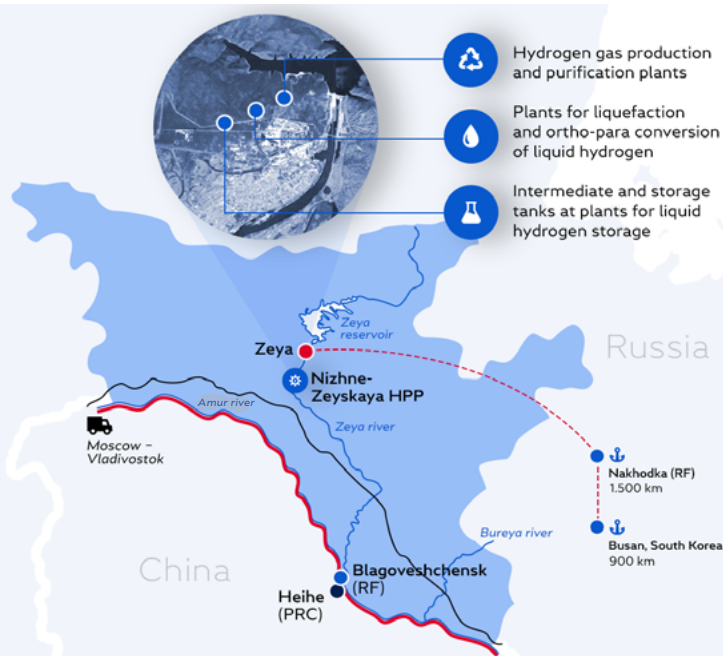 Hydrogen gas production
and purification plants
Plants for liquefaction
and ortho-para conversion
of liquid hydrogen
Intermediate and storage
tanks at plants for liquid
hydrogen storage
Zeya
reservoir
Zeya
Russia
Nizhne-
Zeyskaya HPP
Amur river
Zeya river
Moscow –
Vladivostok
Nakhodka (RF)
1.500 km
Bureya river
Busan, South Korea
900 km
China
Blagoveshchensk
(RF)
Heihe
(PRC)